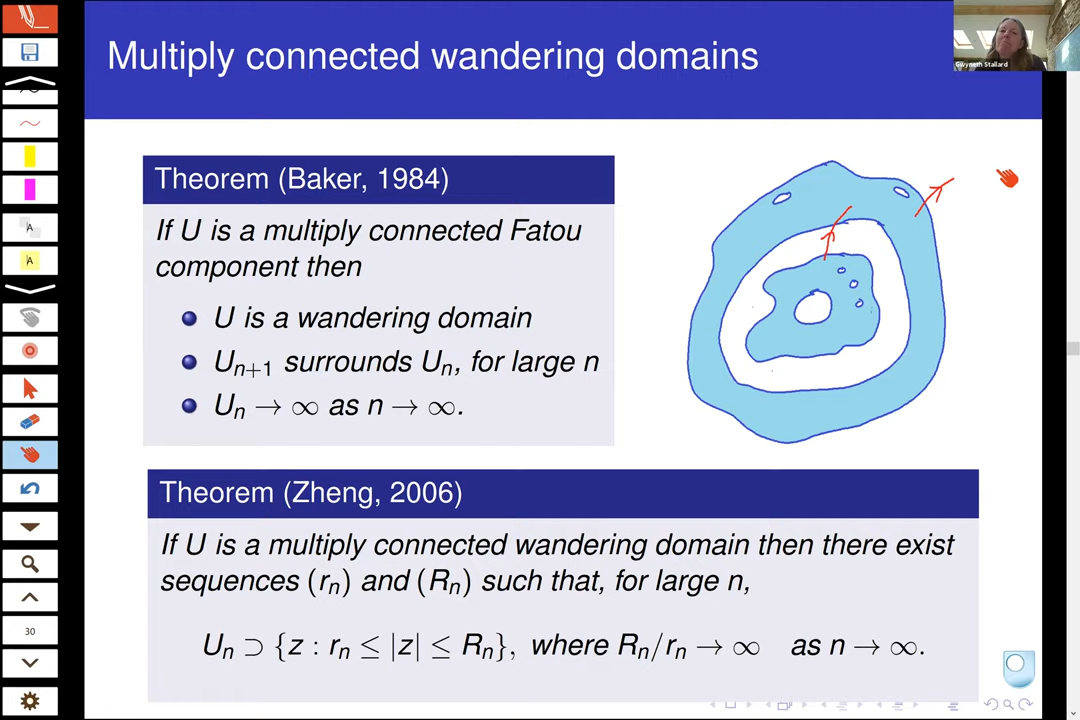 Multiply connected wandering domains
Gwyneth Stallard
A
A
30
Theorem (Baker, 1984)
If U is a multiply connected Fatou
component then
U is a wandering domain
Uₙ₊₁ surrounds Uₙ, for large n
Uₙ → ∞ as n → ∞.
Theorem (Zheng, 2006)
If U is a multiply connected wandering domain then there exist
sequences (rₙ) and (Rₙ) such that, for large n,
Uₙ ⊃ {z : rₙ ≤ |z| ≤ Rₙ}, where Rₙ/rₙ → ∞ as n → ∞.